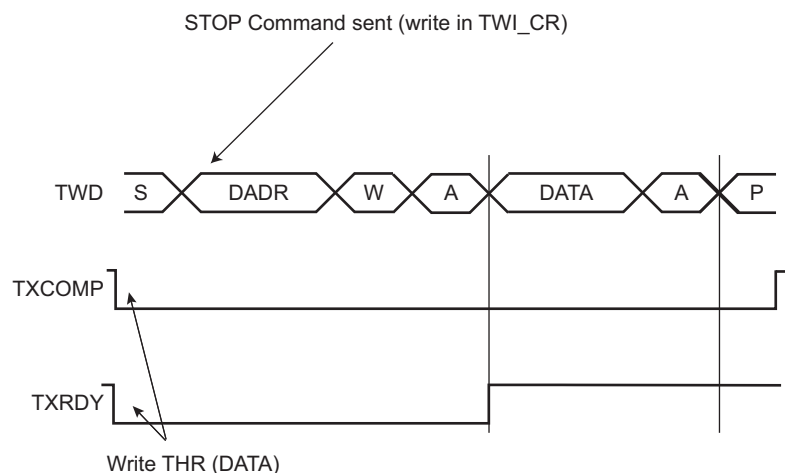 STOP Command sent (write in TWI_CR)
TWD S DADR W A DATA A P
TXCOMP
TXRDY
Write THR (DATA)